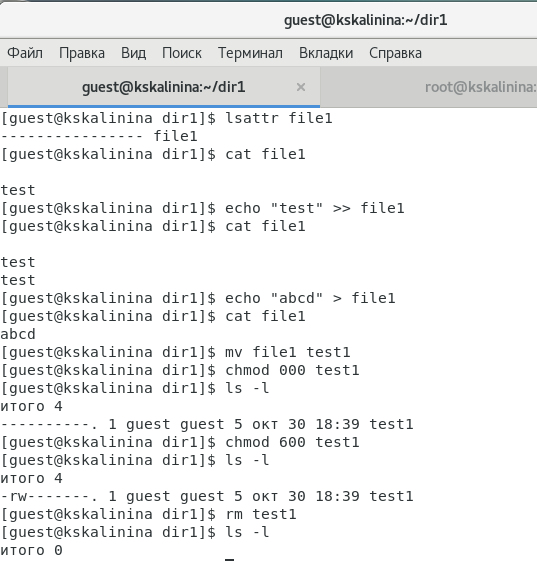 guest@kskalinina:~/dir1
Файл Правка Вид Поиск Терминал Вкладки Справка
guest@kskalinina:~/dir1 × root@kskalinina:
[guest@kskalinina dir1]$ lsattr file1
---------------- file1
[guest@kskalinina dir1]$ cat file1

test
[guest@kskalinina dir1]$ echo "test" >> file1
[guest@kskalinina dir1]$ cat file1

test
test
[guest@kskalinina dir1]$ echo "abcd" > file1
[guest@kskalinina dir1]$ cat file1
abcd
[guest@kskalinina dir1]$ mv file1 test1
[guest@kskalinina dir1]$ chmod 000 test1
[guest@kskalinina dir1]$ ls -l
итого 4
----------. 1 guest guest 5 окт 30 18:39 test1
[guest@kskalinina dir1]$ chmod 600 test1
[guest@kskalinina dir1]$ ls -l
итого 4
-rw-------. 1 guest guest 5 окт 30 18:39 test1
[guest@kskalinina dir1]$ rm test1
[guest@kskalinina dir1]$ ls -l
итого 0